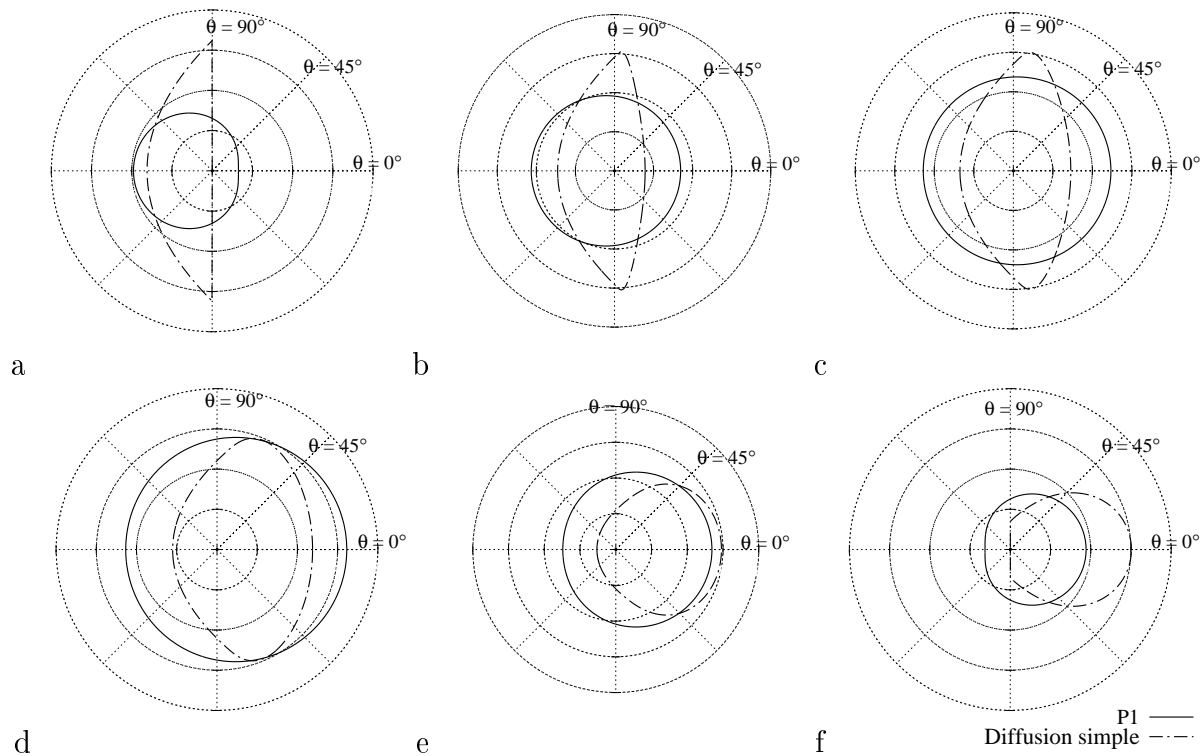 θ = 90°
θ = 45°
θ = 0°
a
θ = 90°
θ = 45°
θ = 0°
b
θ = 90°
θ = 45°
θ = 0°
c
θ = 90°
θ = 45°
θ = 0°
d
θ = 90°
θ = 45°
θ = 0°
e
θ = 90°
θ = 45°
θ = 0°
f
P1
Diffusion simple